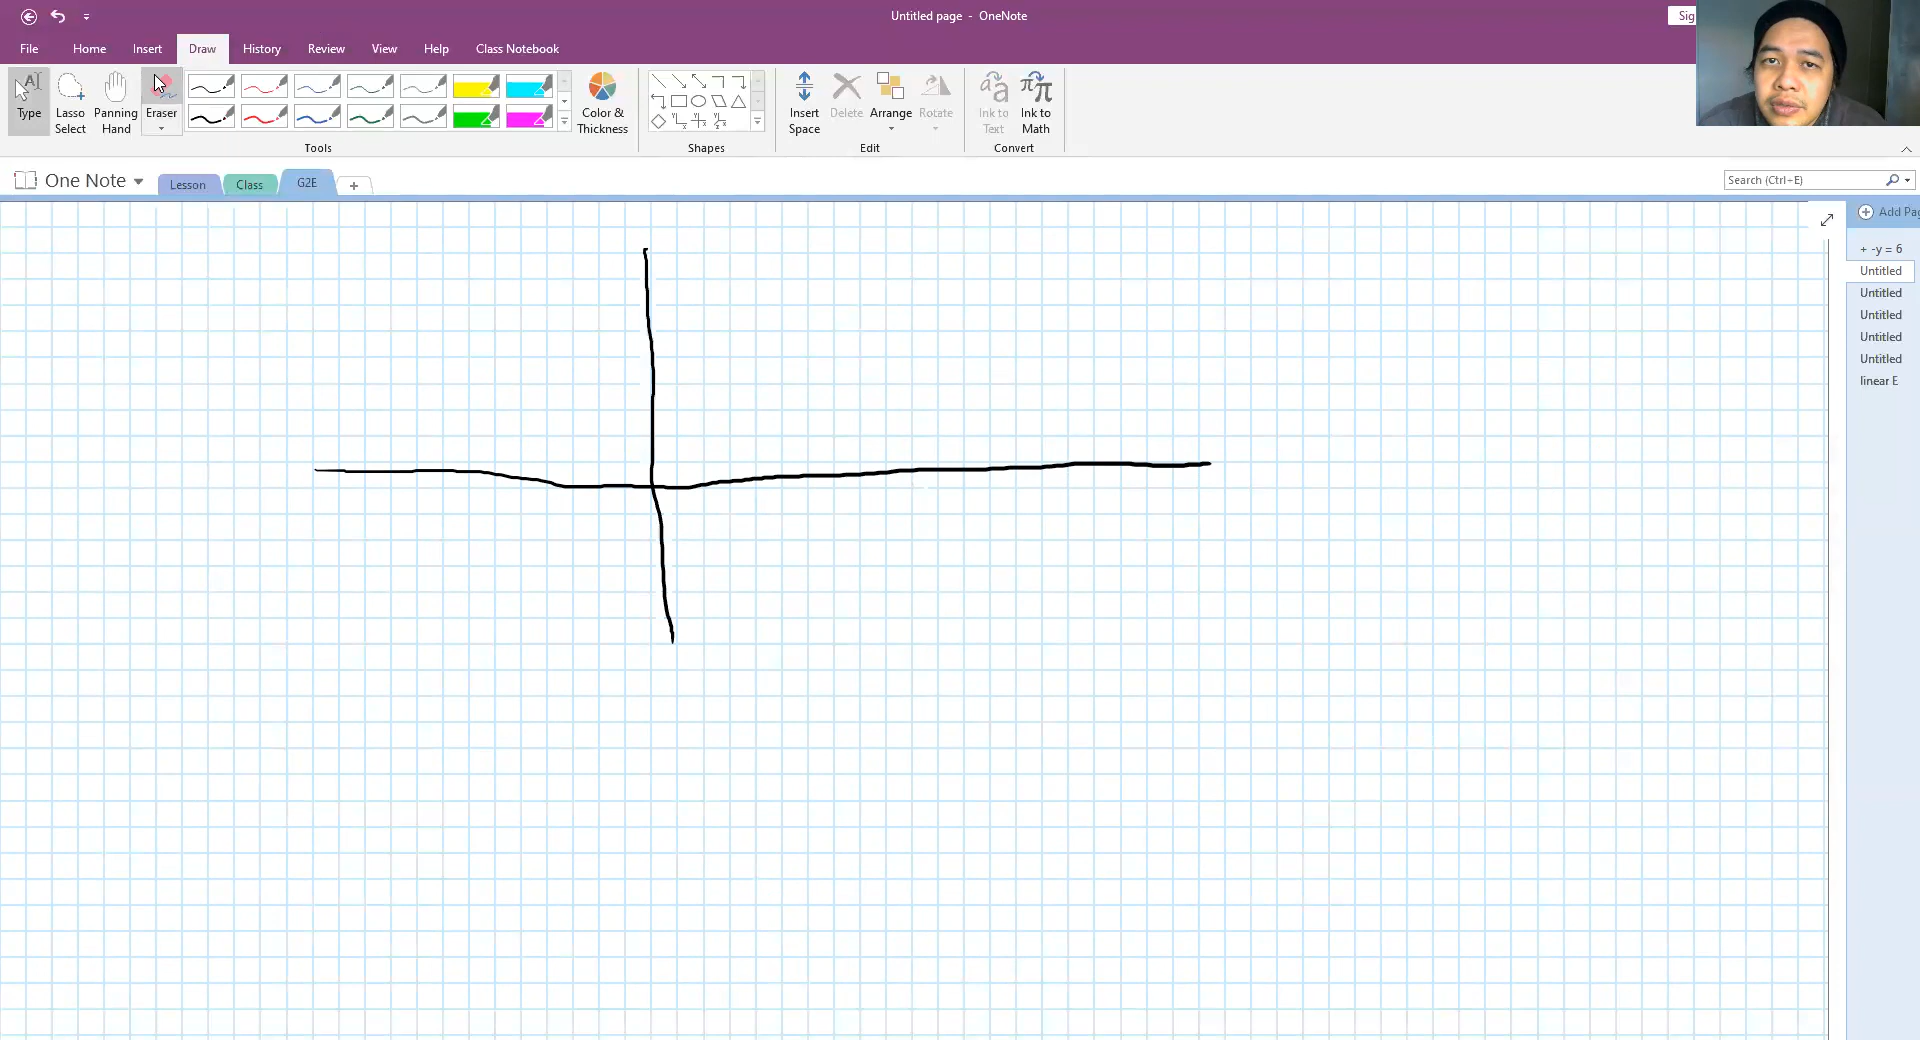 Untitled page - OneNote
Sig
File Home Insert Draw History Review View Help Class Notebook
Type
Lasso Select
Panning Hand
Eraser
Color & Thickness
Insert Space
Delete
Arrange
Rotate
Ink to Text
Ink to Math
Tools
Shapes
Edit
Convert
One Note
Lesson
Class
G2E
+
Search (Ctrl+E)
Add Pag
+ -y = 6
Untitled
Untitled
Untitled
Untitled
Untitled
linear E